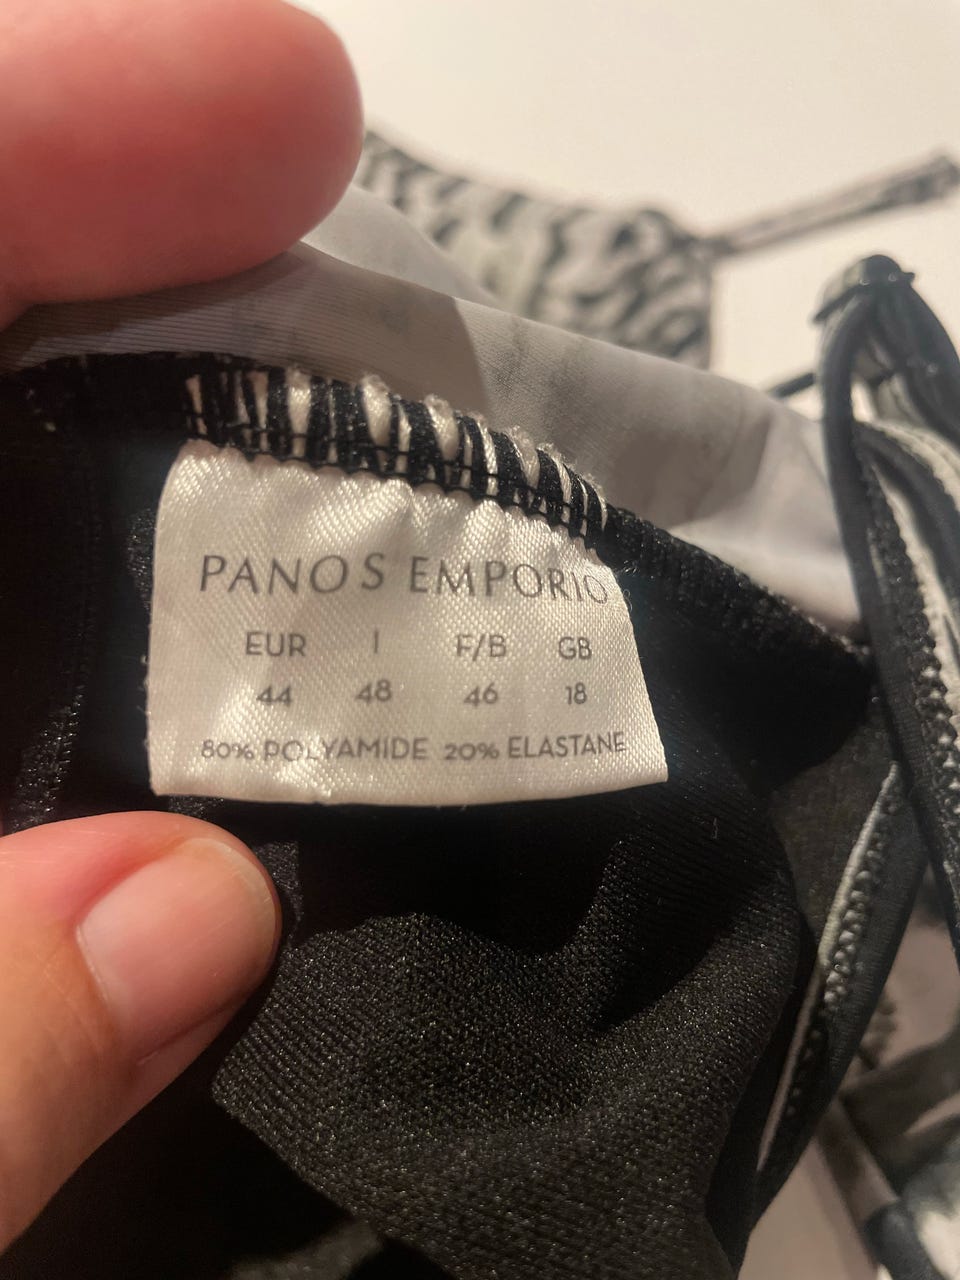 PANOS EMPORIO
EUR I F/B GB
44 48 46 18
80% POLYAMIDE 20% ELASTANE